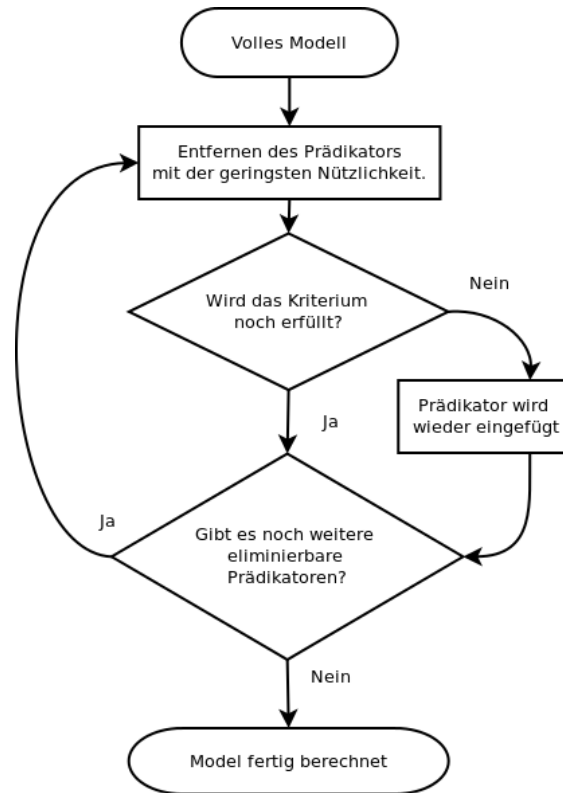 Volles Modell
Entfernen des Prädikators
mit der geringsten Nützlichkeit.
Wird das Kriterium
noch erfüllt?
Nein
Prädikator wird
wieder eingefügt
Ja
Ja
Gibt es noch weitere
eliminierbare
Prädikatoren?
Nein
Model fertig berechnet